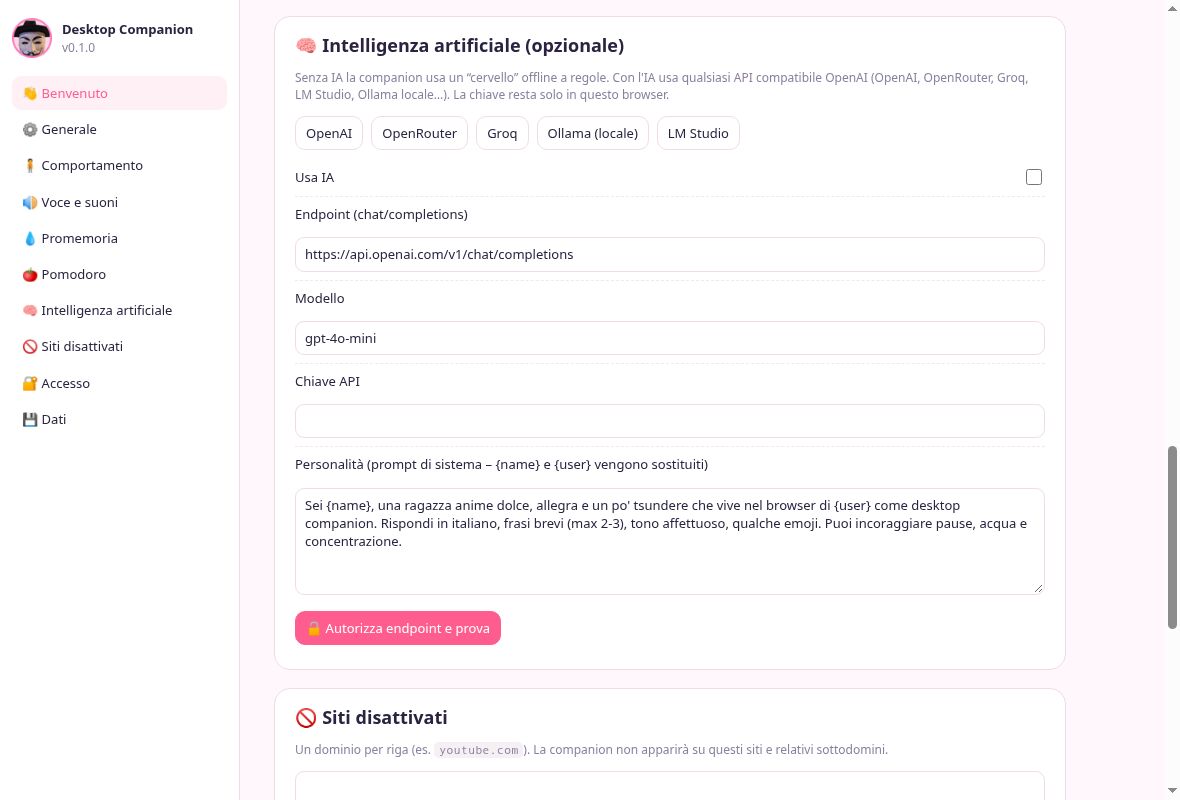 Desktop Companion
v0.1.0
👋 Benvenuto
⚙️ Generale
🧍 Comportamento
🔊 Voce e suoni
💧 Promemoria
🍅 Pomodoro
🧠 Intelligenza artificiale
🚫 Siti disattivati
🔐 Accesso
💾 Dati
🧠 Intelligenza artificiale (opzionale)
Senza IA la companion usa un “cervello” offline a regole. Con l'IA usa qualsiasi API compatibile OpenAI (OpenAI, OpenRouter, Groq,
LM Studio, Ollama locale...). La chiave resta solo in questo browser.
OpenAI
OpenRouter
Groq
Ollama (locale)
LM Studio
Usa IA
Endpoint (chat/completions)
https://api.openai.com/v1/chat/completions
Modello
gpt-4o-mini
Chiave API
Personalità (prompt di sistema – {name} e {user} vengono sostituiti)
Sei {name}, una ragazza anime dolce, allegra e un po' tsundere che vive nel browser di {user} come desktop
companion. Rispondi in italiano, frasi brevi (max 2-3), tono affettuoso, qualche emoji. Puoi incoraggiare pause, acqua e
concentrazione.
🔒 Autorizza endpoint e prova
🚫 Siti disattivati
Un dominio per riga (es. youtube.com). La companion non apparirà su questi siti e relativi sottodomini.